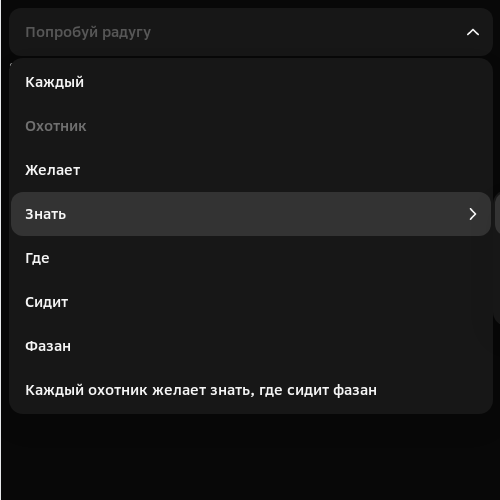 Попробуй радугу
Каждый
Охотник
Желает
Знать
Где
Сидит
Фазан
Каждый охотник желает знать, где сидит фазан